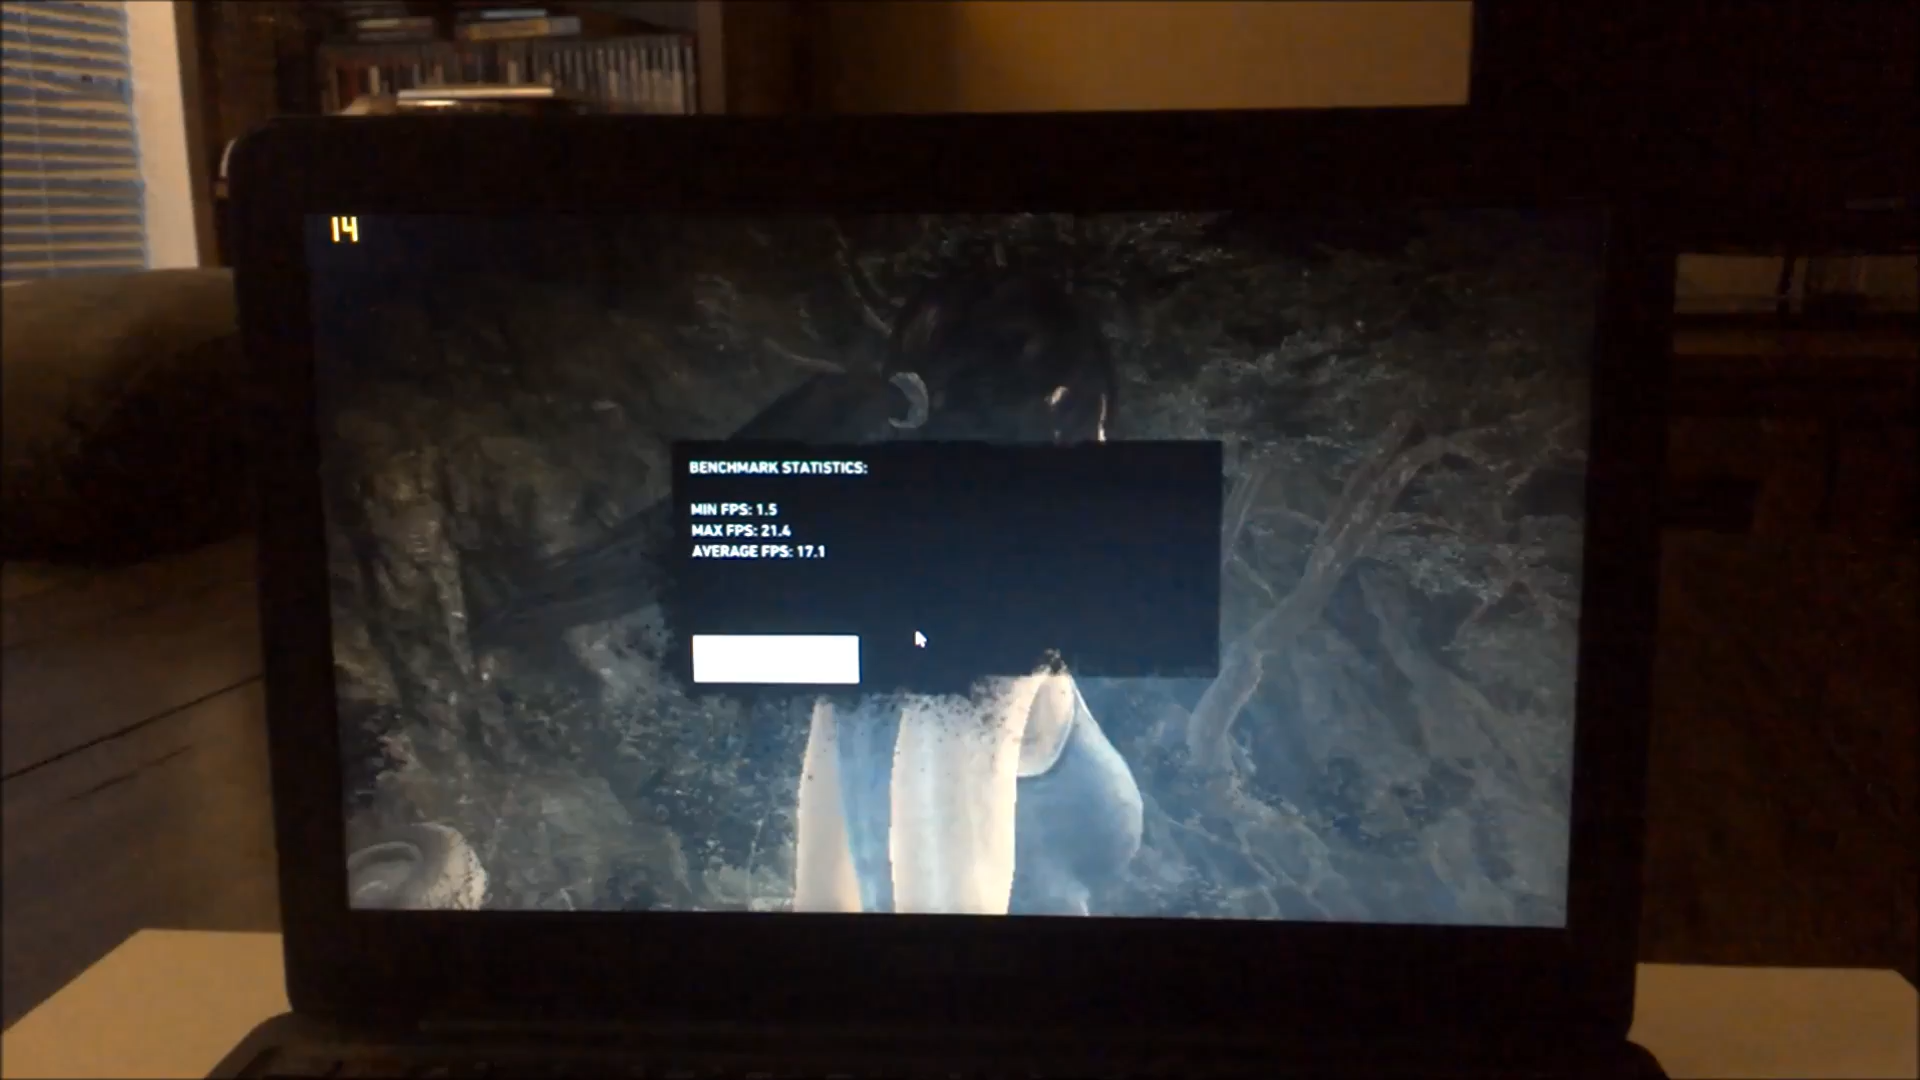 14
BENCHMARK STATISTICS:
MIN FPS: 1.5
MAX FPS: 21.4
AVERAGE FPS: 17.1